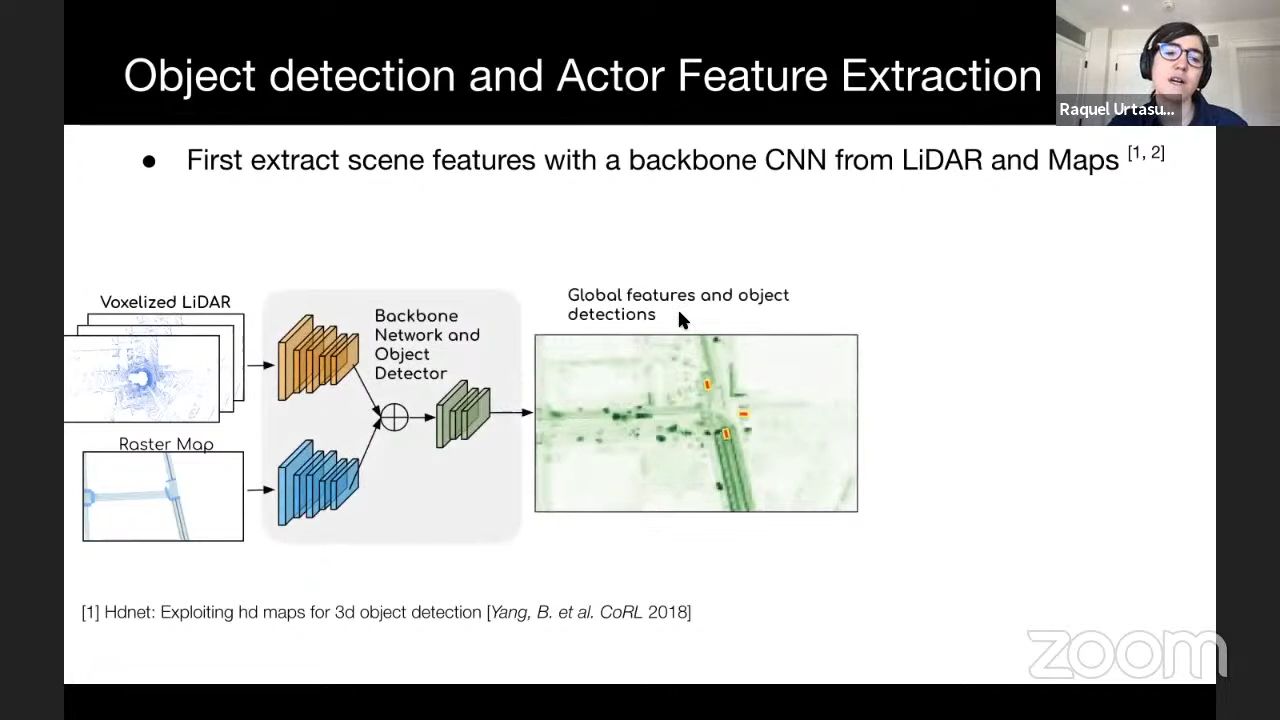 Object detection and Actor Feature Extraction
Raquel Urtasu...
● First extract scene features with a backbone CNN from LiDAR and Maps [1, 2]
Voxelized LiDAR
Backbone
Network and
Object
Detector
Global features and object
detections
Raster Map
[1] Hdnet: Exploiting hd maps for 3d object detection [Yang, B. et al. CoRL 2018]
zoom